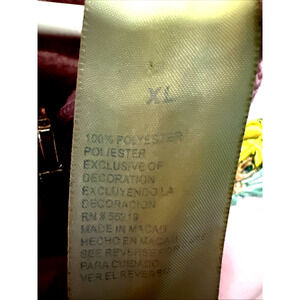 XL
100% POLYESTER
POLIESTER
EXCLUSIVE OF
DECORATION
EXCLUYENDO LA
DECORACION
MADE IN MACAU
HECHO EN MACAU
SEE REVERSE FOR CARE
PARA CUIDADO
VER EL REVERSO